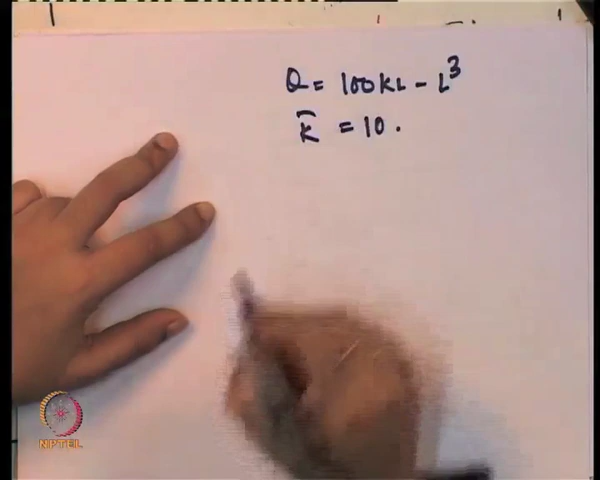 Q = 100KL - L³
K̄ = 10.
NPTEL